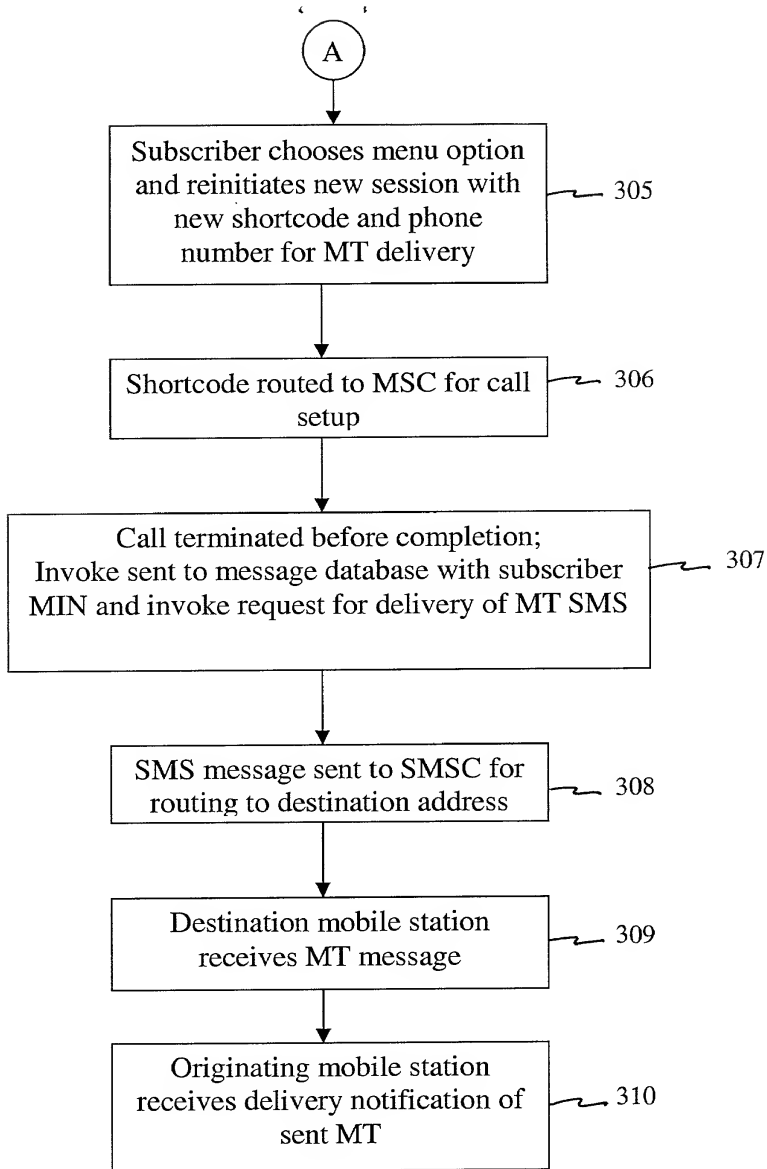 A
Subscriber chooses menu option
and reinitiates new session with
new shortcode and phone
number for MT delivery
305
Shortcode routed to MSC for call
setup
306
Call terminated before completion;
Invoke sent to message database with subscriber
MIN and invoke request for delivery of MT SMS
307
SMS message sent to SMSC for
routing to destination address
308
Destination mobile station
receives MT message
309
Originating mobile station
receives delivery notification of
sent MT
310